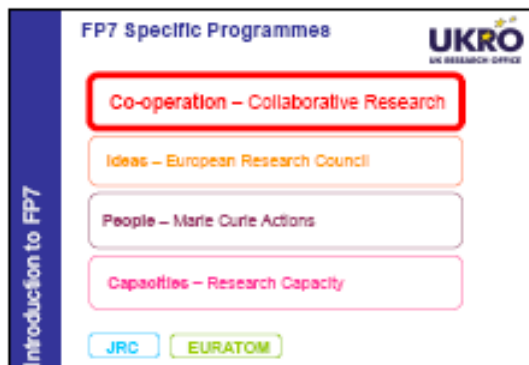 FP7 Specific Programmes
UKRO
UK RESEARCH OFFICE
Co-operation – Collaborative Research
Ideas – European Research Council
People – Marie Curie Actions
Capacities – Research Capacity
JRC
EURATOM
Introduction to FP7